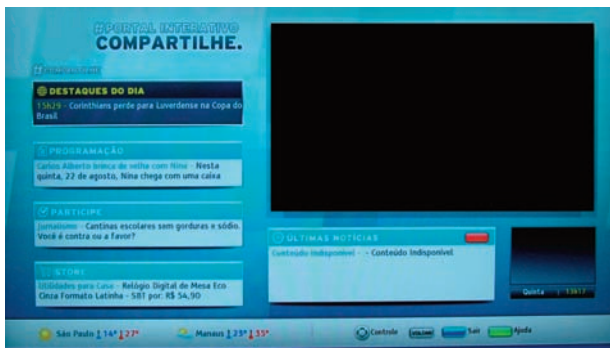 #PORTAL INTERATIVO
COMPARTILHE.
#COMPARTILHE
DESTAQUES DO DIA
15h29 - Corinthians perde para Luverdense na Copa do
Brasil
PROGRAMAÇÃO
Carlos Alberto brinca de velha com Nina - Nesta
quinta, 22 de agosto, Nina chega com uma caixa
PARTICIPE
Jornalismo - Cantinas escolares sem gorduras e sódio.
Você é contra ou a favor?
STORE
Utilidades para Casa - Relógio Digital de Mesa Eco
Cinza Formato Latinha - SBT por: R$ 54,90
ÚLTIMAS NOTÍCIAS
Conteúdo Indisponível - - Conteúdo Indisponível
Quinta 13h17
São Paulo 14° 27° Manaus 23° 35° Controle VOLTAR Sair Ajuda